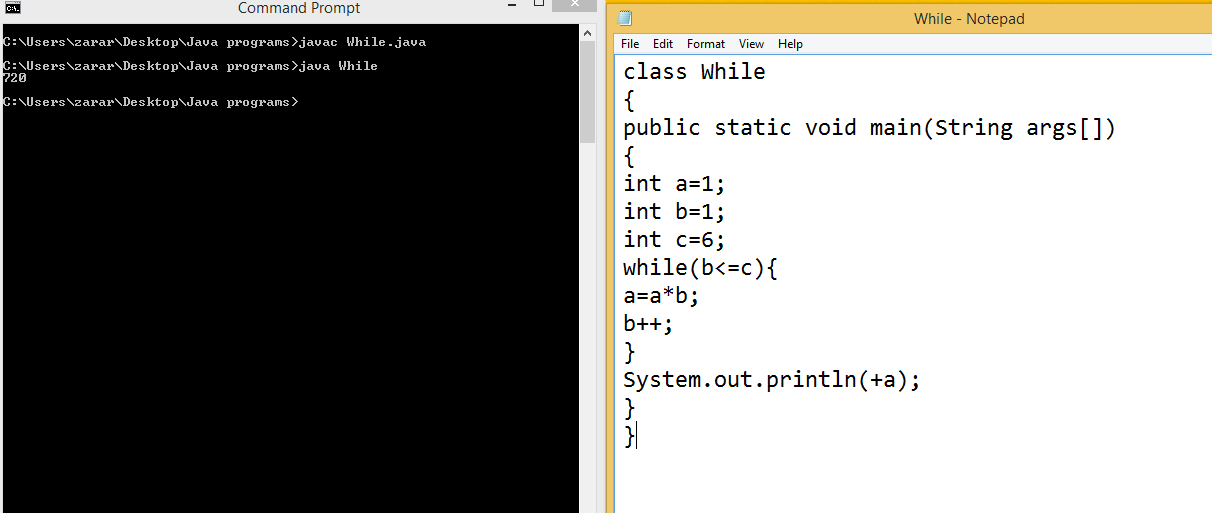 Command Prompt
C:\Users\zarar\Desktop\Java programs>javac While.java
C:\Users\zarar\Desktop\Java programs>java While
720
C:\Users\zarar\Desktop\Java programs>
While - Notepad
File Edit Format View Help
class While
{
public static void main(String args[])
{
int a=1;
int b=1;
int c=6;
while(b<=c){
a=a*b;
b++;
}
System.out.println(+a);
}
}